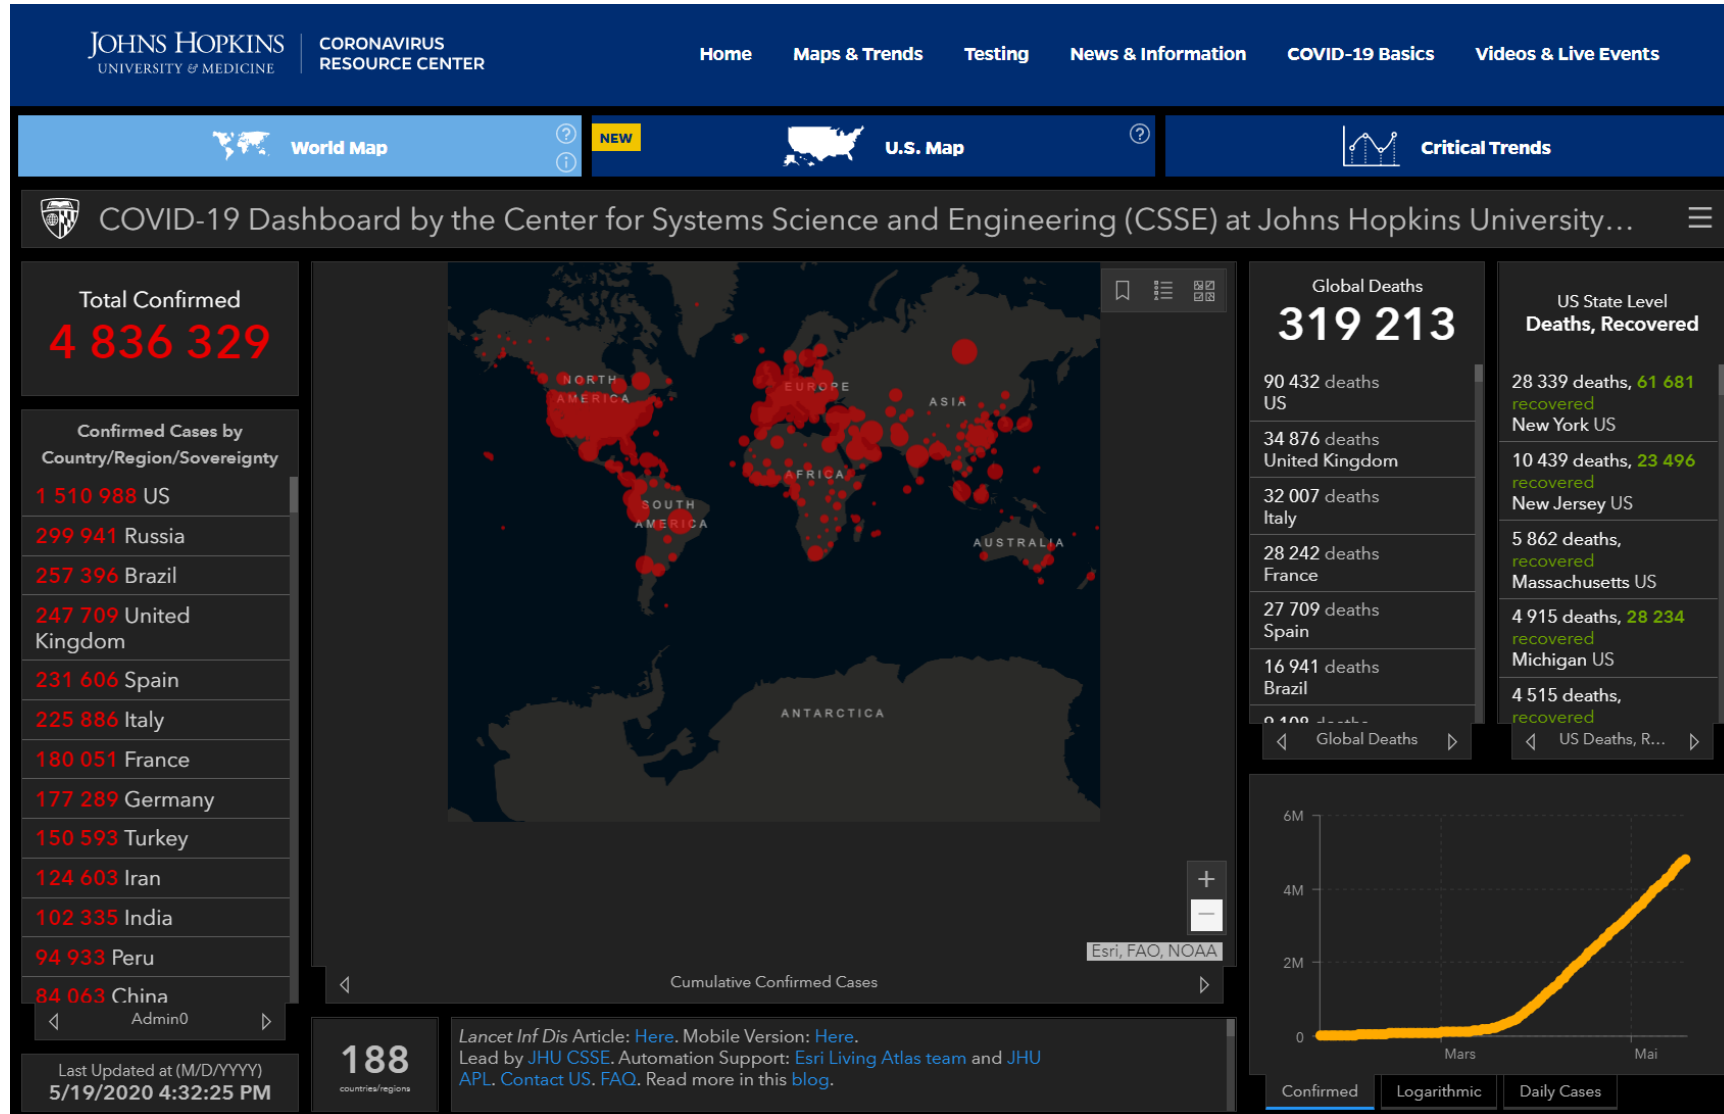 JOHNS HOPKINS
UNIVERSITY & MEDICINE
CORONAVIRUS
RESOURCE CENTER
Home
Maps & Trends
Testing
News & Information
COVID-19 Basics
Videos & Live Events
World Map
NEW
U.S. Map
Critical Trends
COVID-19 Dashboard by the Center for Systems Science and Engineering (CSSE) at Johns Hopkins University...
Total Confirmed
4 836 329
Confirmed Cases by
Country/Region/Sovereignty
1 510 988 US
299 941 Russia
257 396 Brazil
247 709 United
Kingdom
231 606 Spain
225 886 Italy
180 051 France
177 289 Germany
150 593 Turkey
124 603 Iran
102 335 India
94 933 Peru
84 063 China
Admin0
Last Updated at (M/D/YYYY)
5/19/2020 4:32:25 PM
NORTH
AMERICA
EUROPE
ASIA
AFRICA
SOUTH
AMERICA
AUSTRALIA
ANTARCTICA
Esri, FAO, NOAA
Cumulative Confirmed Cases
188
countries/regions
Lancet Inf Dis Article: Here. Mobile Version: Here.
Lead by JHU CSSE. Automation Support: Esri Living Atlas team and JHU
APL. Contact US. FAQ. Read more in this blog.
Global Deaths
319 213
90 432 deaths
US
34 876 deaths
United Kingdom
32 007 deaths
Italy
28 242 deaths
France
27 709 deaths
Spain
16 941 deaths
Brazil
9 108 deaths
Global Deaths
US State Level
Deaths, Recovered
28 339 deaths, 61 681
recovered
New York US
10 439 deaths, 23 496
recovered
New Jersey US
5 862 deaths,
recovered
Massachusetts US
4 915 deaths, 28 234
recovered
Michigan US
4 515 deaths,
recovered
US Deaths, R...
6M
4M
2M
0
Mars
Mai
Confirmed
Logarithmic
Daily Cases